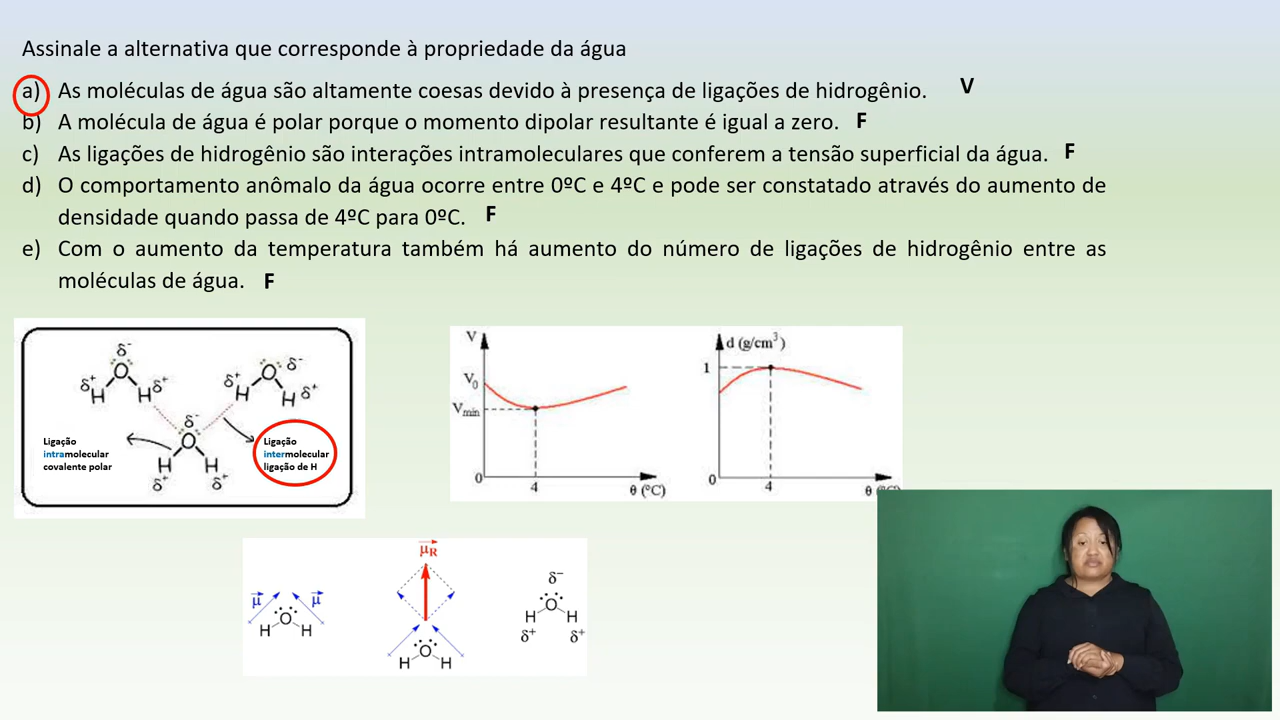 Assinale a alternativa que corresponde à propriedade da água
a) As moléculas de água são altamente coesas devido à presença de ligações de hidrogênio. V
b) A molécula de água é polar porque o momento dipolar resultante é igual a zero. F
c) As ligações de hidrogênio são interações intramoleculares que conferem a tensão superficial da água. F
d) O comportamento anômalo da água ocorre entre 0ºC e 4ºC e pode ser constatado através do aumento de
densidade quando passa de 4ºC para 0ºC. F
e) Com o aumento da temperatura também há aumento do número de ligações de hidrogênio entre as
moléculas de água. F
δ⁻
O
δ⁺ H H δ⁺
O δ⁻
δ⁺ H H δ⁺
δ⁻
O
H H
δ⁺ δ⁺
Ligação
intramolecular
covalente polar
Ligação
intermolecular
ligação de H
V
V₀
Vmin
0
4
θ (ºC)
d (g/cm³)
1
0
4
θ (ºC)
μ μ
O
H H
μR
O
H H
δ⁻
O
H H
δ⁺ δ⁺